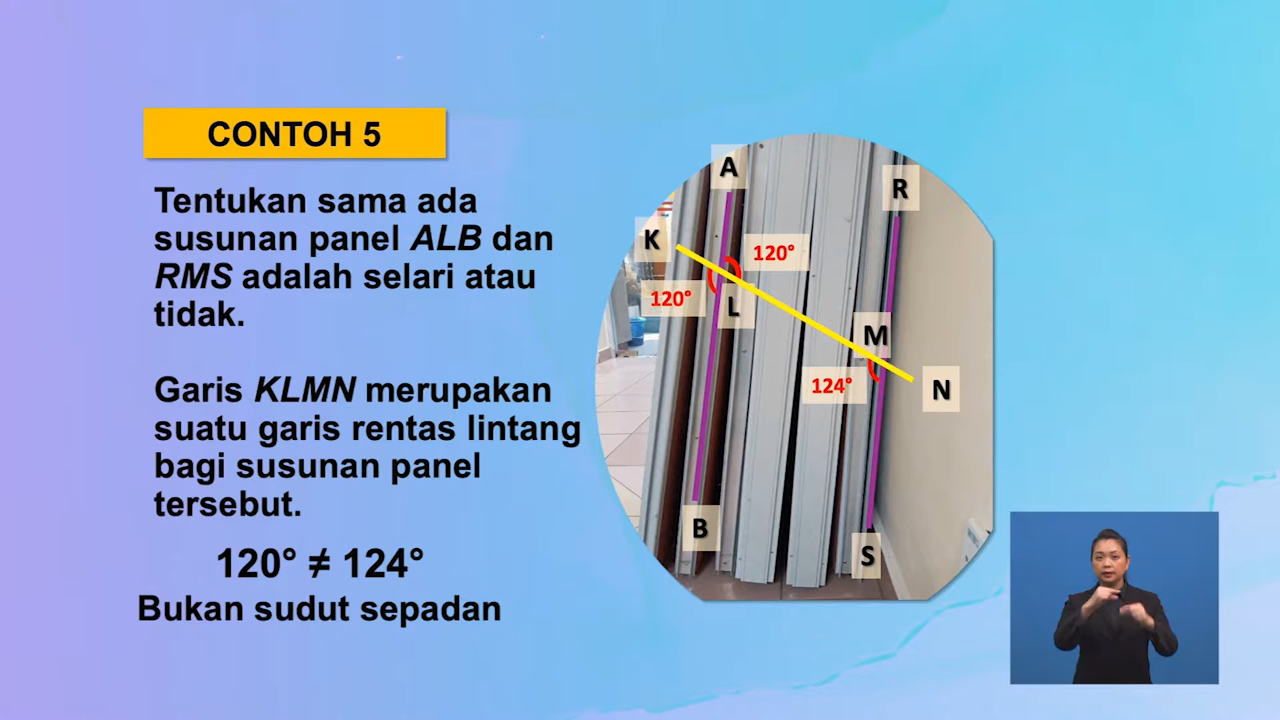 CONTOH 5
Tentukan sama ada
susunan panel ALB dan
RMS adalah selari atau
tidak.
Garis KLMN merupakan
suatu garis rentas lintang
bagi susunan panel
tersebut.
120° ≠ 124°
Bukan sudut sepadan
A
R
K
120°
120°
L
M
124°
N
B
S